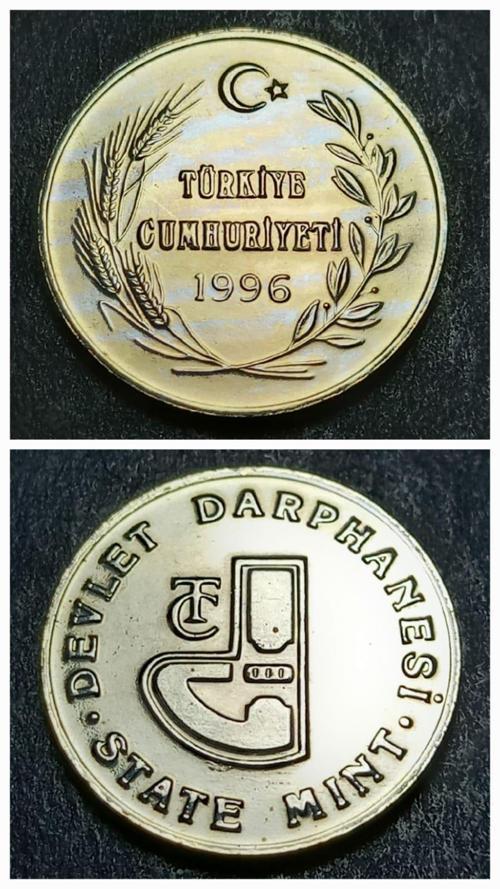 TÜRKİYE
CUMHURİYETİ
1996
DEVLET DARPHANESİ
TC
· STATE MINT ·